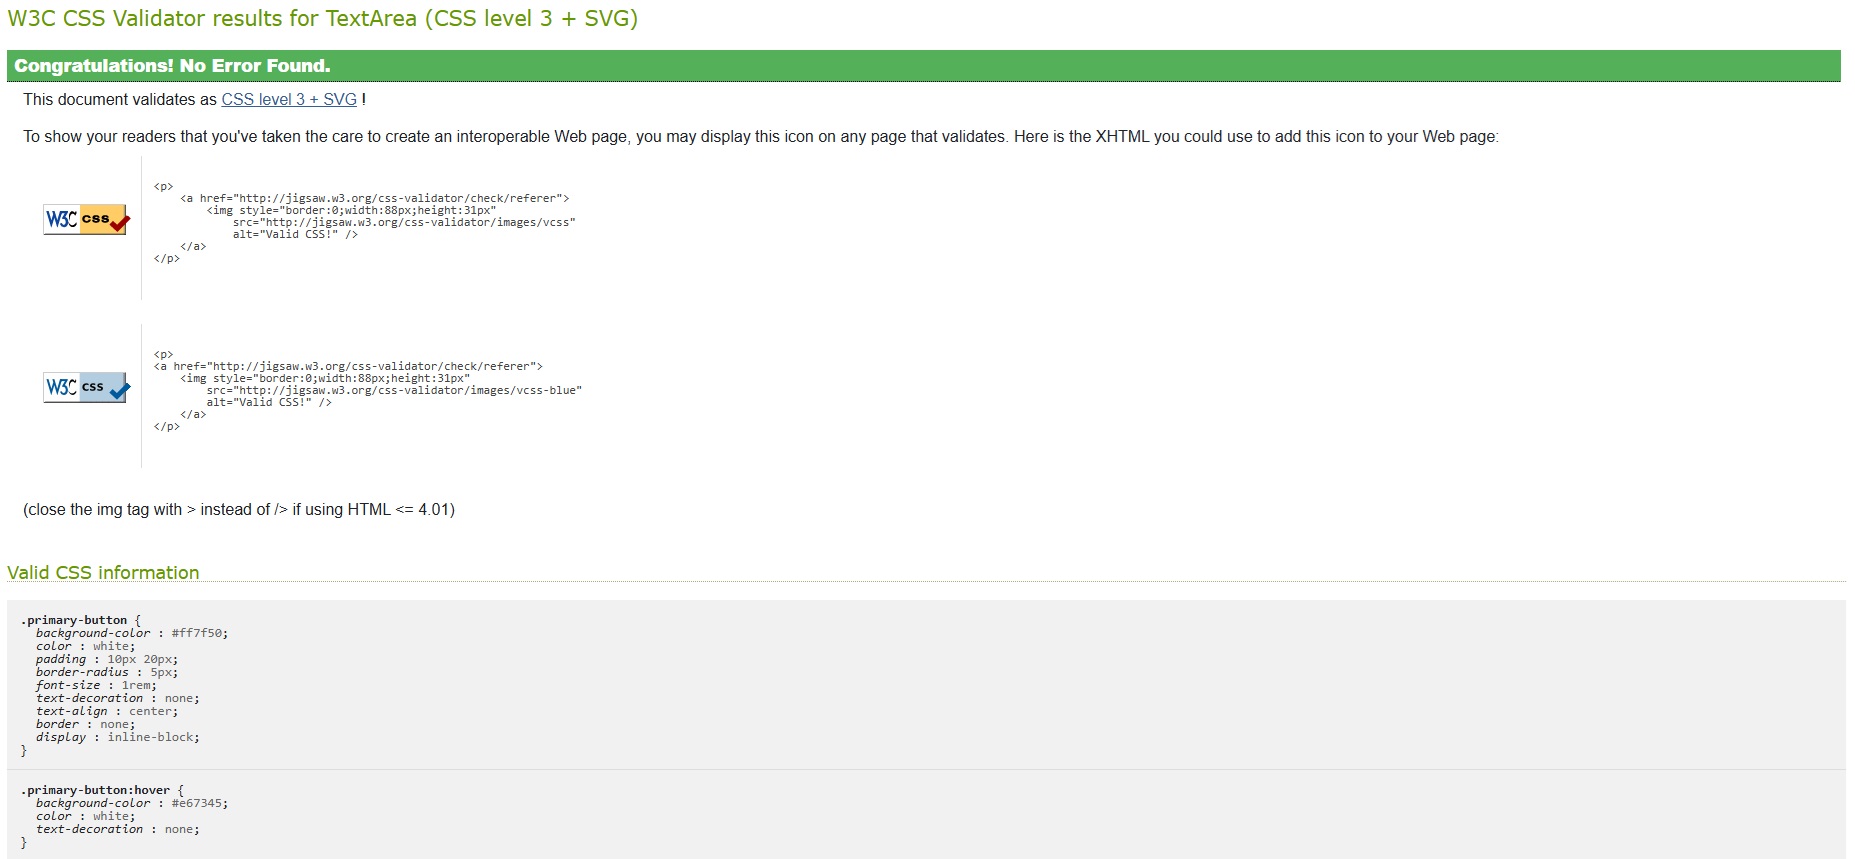 W3C CSS Validator results for TextArea (CSS level 3 + SVG)
Congratulations! No Error Found.
This document validates as CSS level 3 + SVG !
To show your readers that you've taken the care to create an interoperable Web page, you may display this icon on any page that validates. Here is the XHTML you could use to add this icon to your Web page:
W3C css
<p>
    <a href="http://jigsaw.w3.org/css-validator/check/referer">
        <img style="border:0;width:88px;height:31px"
            src="http://jigsaw.w3.org/css-validator/images/vcss"
            alt="Valid CSS!" />
    </a>
</p>
W3C css
<p>
<a href="http://jigsaw.w3.org/css-validator/check/referer">
    <img style="border:0;width:88px;height:31px"
        src="http://jigsaw.w3.org/css-validator/images/vcss-blue"
        alt="Valid CSS!" />
    </a>
</p>
(close the img tag with > instead of /> if using HTML <= 4.01)
Valid CSS information
.primary-button {
  background-color : #ff7f50;
  color : white;
  padding : 10px 20px;
  border-radius : 5px;
  font-size : 1rem;
  text-decoration : none;
  text-align : center;
  border : none;
  display : inline-block;
}
.primary-button:hover {
  background-color : #e67345;
  color : white;
  text-decoration : none;
}